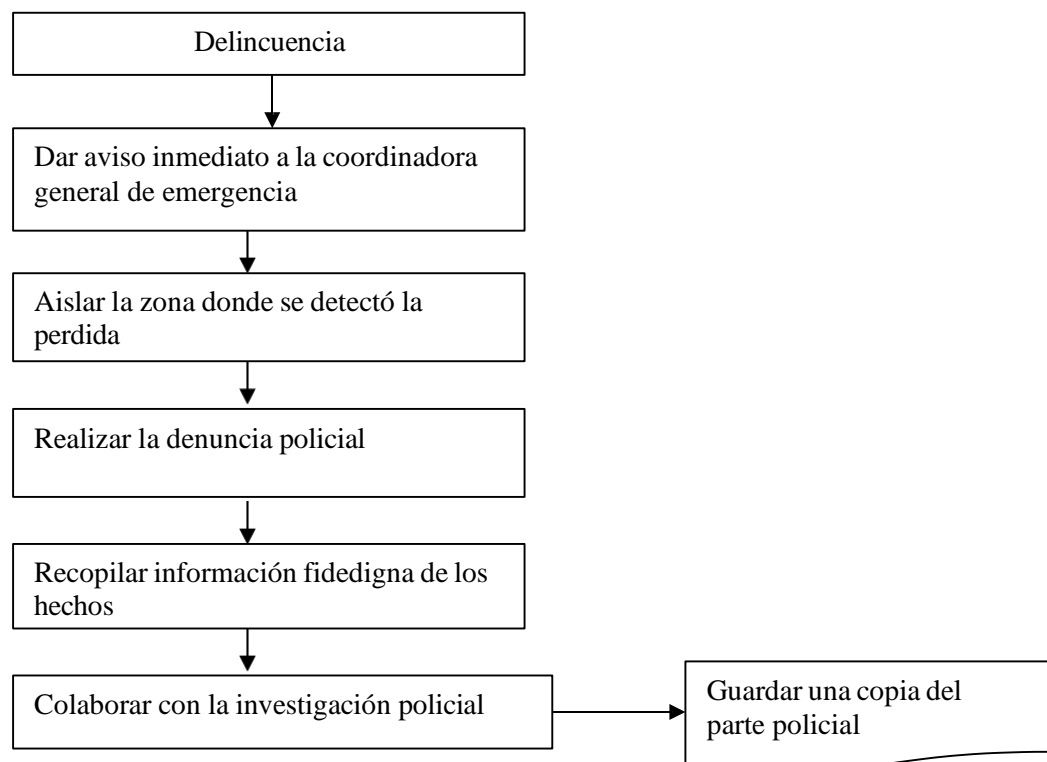 Delincuencia
Dar aviso inmediato a la coordinadora
general de emergencia
Aislar la zona donde se detectó la
perdida
Realizar la denuncia policial
Recopilar información fidedigna de los
hechos
Colaborar con la investigación policial
Guardar una copia del
parte policial